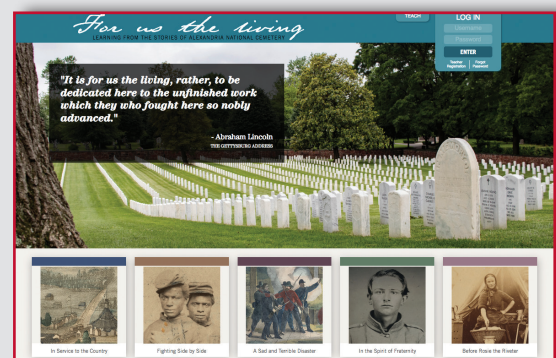 TEACH
LOG IN
For us the living
LEARNING FROM THE STORIES OF ALEXANDRIA NATIONAL CEMETERY
Username
Password
ENTER
Teacher Registration
Forgot Password
"It is for us the living, rather, to be
dedicated here to the unfinished work
which they who fought here so nobly
advanced."
- Abraham Lincoln
THE GETTYSBURG ADDRESS
In Service to the Country
Fighting Side by Side
A Sad and Terrible Disaster
In the Spirit of Fraternity
Before Rosie the Riveter